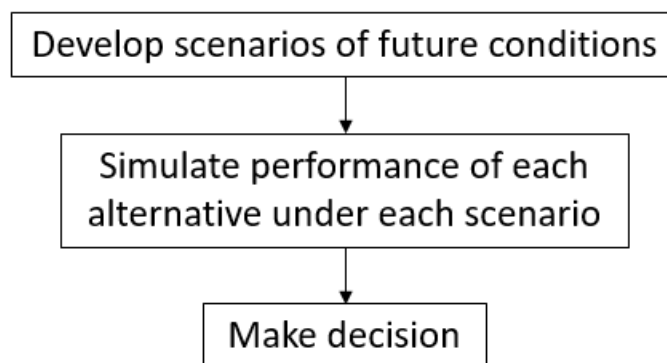 Develop scenarios of future conditions
Simulate performance of each
alternative under each scenario
Make decision